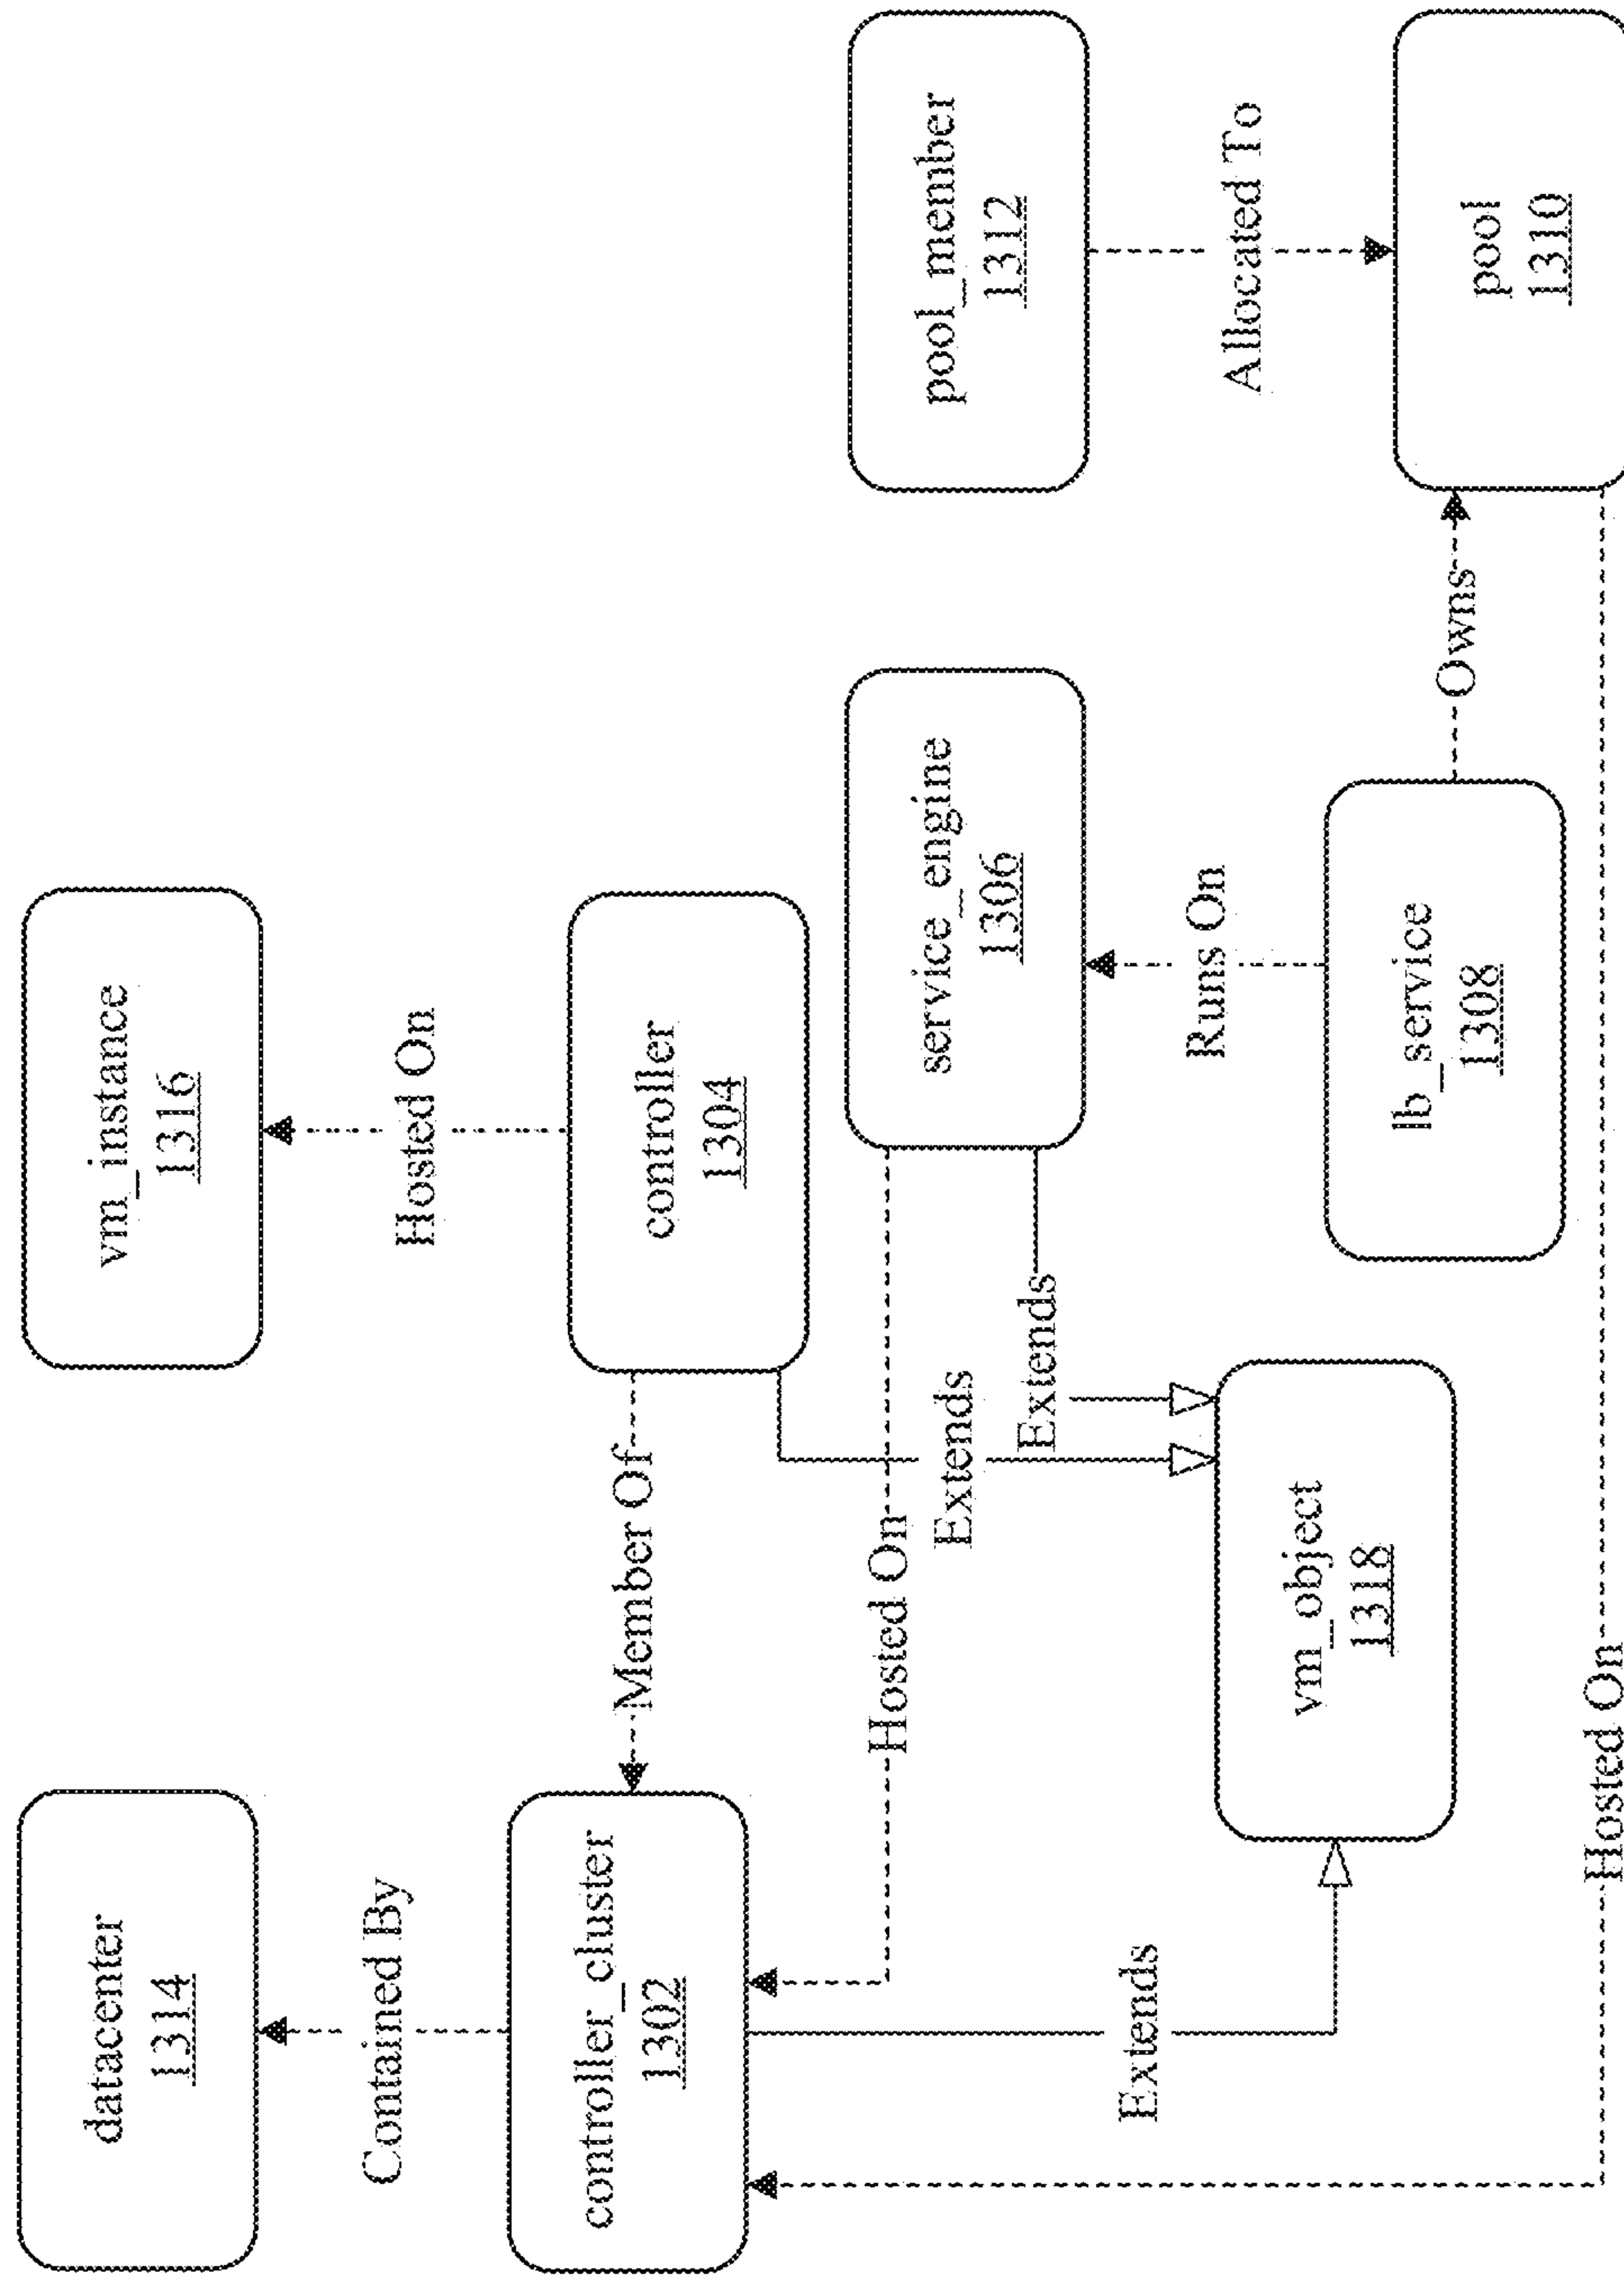 datacenter
1314
vm_instance
1316
Contained By
Hosted On
controller_cluster
1302
Member Of
controller
1304
Hosted On
Extends
Extends
service_engine
1306
pool_member
1312
Extends
Runs On
Allocated To
vm_object
1318
lb_service
1308
Owns
pool
1310
Hosted On